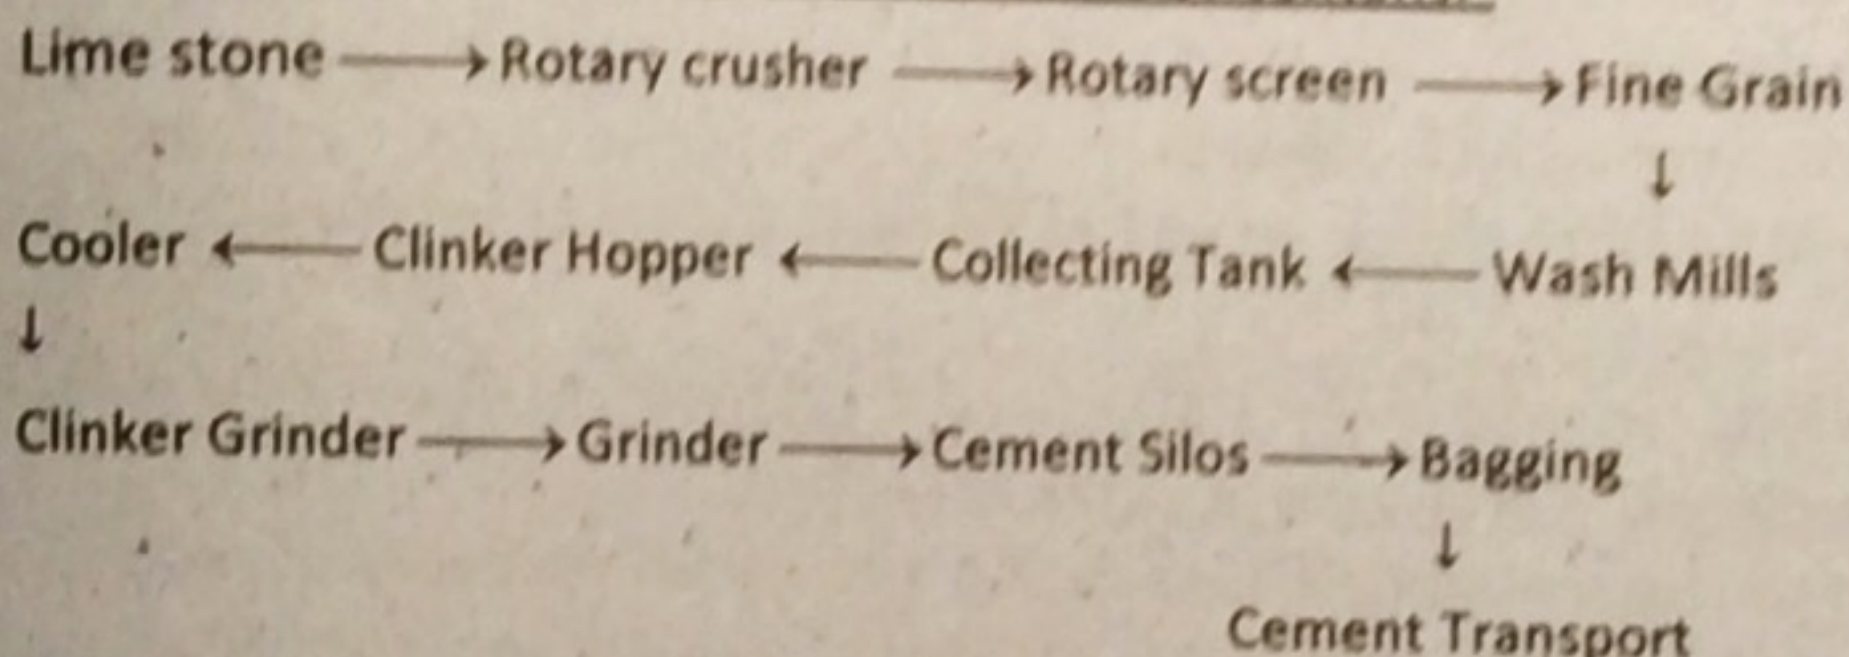 Lime stone → Rotary crusher → Rotary screen → Fine Grain
↓
Cooler ← Clinker Hopper ← Collecting Tank ← Wash Mills
↓
Clinker Grinder → Grinder → Cement Silos → Bagging
↓
Cement Transport